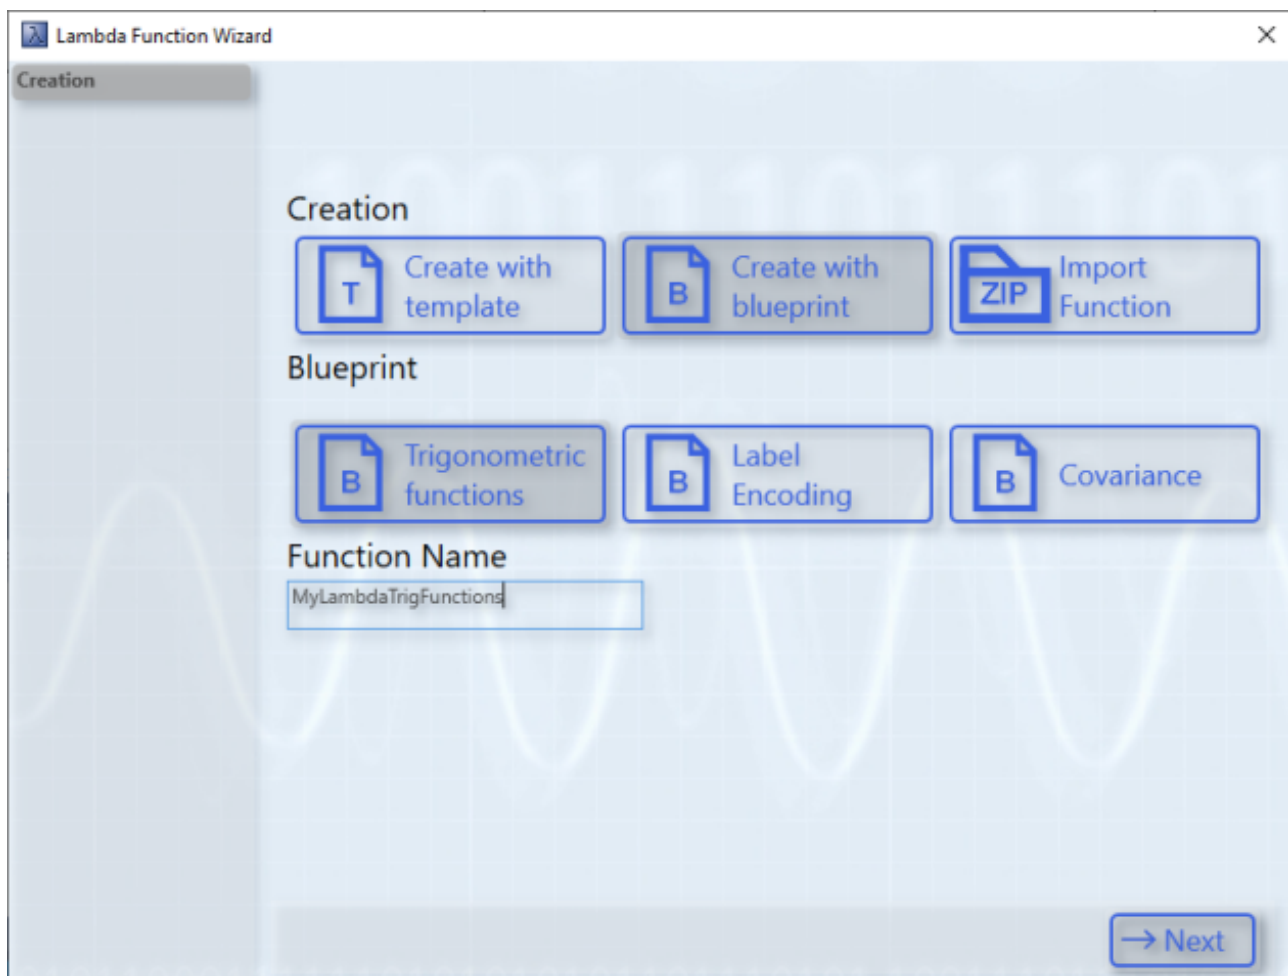 Lambda Function Wizard
Creation
1001110111101
Creation
T
Create with
template
B
Create with
blueprint
ZIP
Import
Function
Blueprint
B
Trigonometric
functions
B
Label
Encoding
B
Covariance
Function Name
MyLambdaTrigFunctions
→ Next